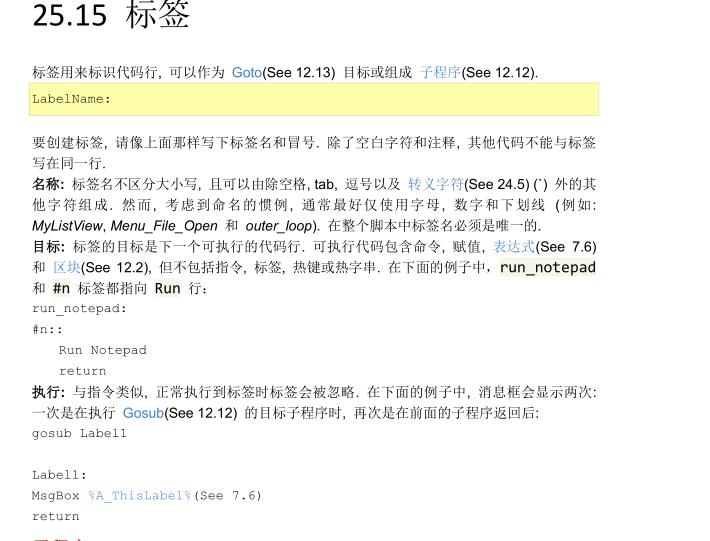 25.15 标签
标签用来标识代码行, 可以作为 Goto(See 12.13) 目标或组成 子程序(See 12.12).
LabelName:
要创建标签, 请像上面那样写下标签名和冒号. 除了空白字符和注释, 其他代码不能与标签
写在同一行.
名称: 标签名不区分大小写, 且可以由除空格, tab, 逗号以及 转义字符(See 24.5) (`) 外的其
他字符组成. 然而, 考虑到命名的惯例, 通常最好仅使用字母, 数字和下划线 (例如:
MyListView, Menu_File_Open 和 outer_loop). 在整个脚本中标签名必须是唯一的.
目标: 标签的目标是下一个可执行的代码行. 可执行代码包含命令, 赋值, 表达式(See 7.6)
和 区块(See 12.2), 但不包括指令, 标签, 热键或热字串. 在下面的例子中，run_notepad
和 #n 标签都指向 Run 行：
run_notepad:
#n::
Run Notepad
return
执行: 与指令类似, 正常执行到标签时标签会被忽略. 在下面的例子中, 消息框会显示两次:
一次是在执行 Gosub(See 12.12) 的目标子程序时, 再次是在前面的子程序返回后:
gosub Label1
Label1:
MsgBox %A_ThisLabel%(See 7.6)
return